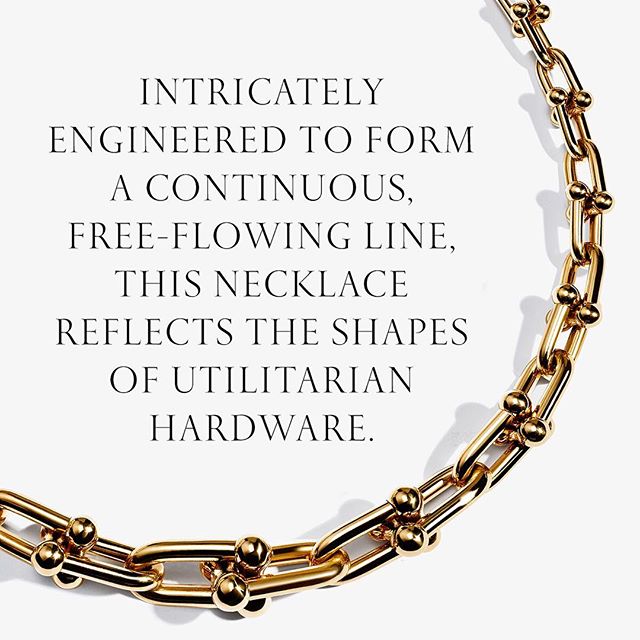 INTRICATELY
ENGINEERED TO FORM
A CONTINUOUS,
FREE-FLOWING LINE,
THIS NECKLACE
REFLECTS THE SHAPES
OF UTILITARIAN
HARDWARE.